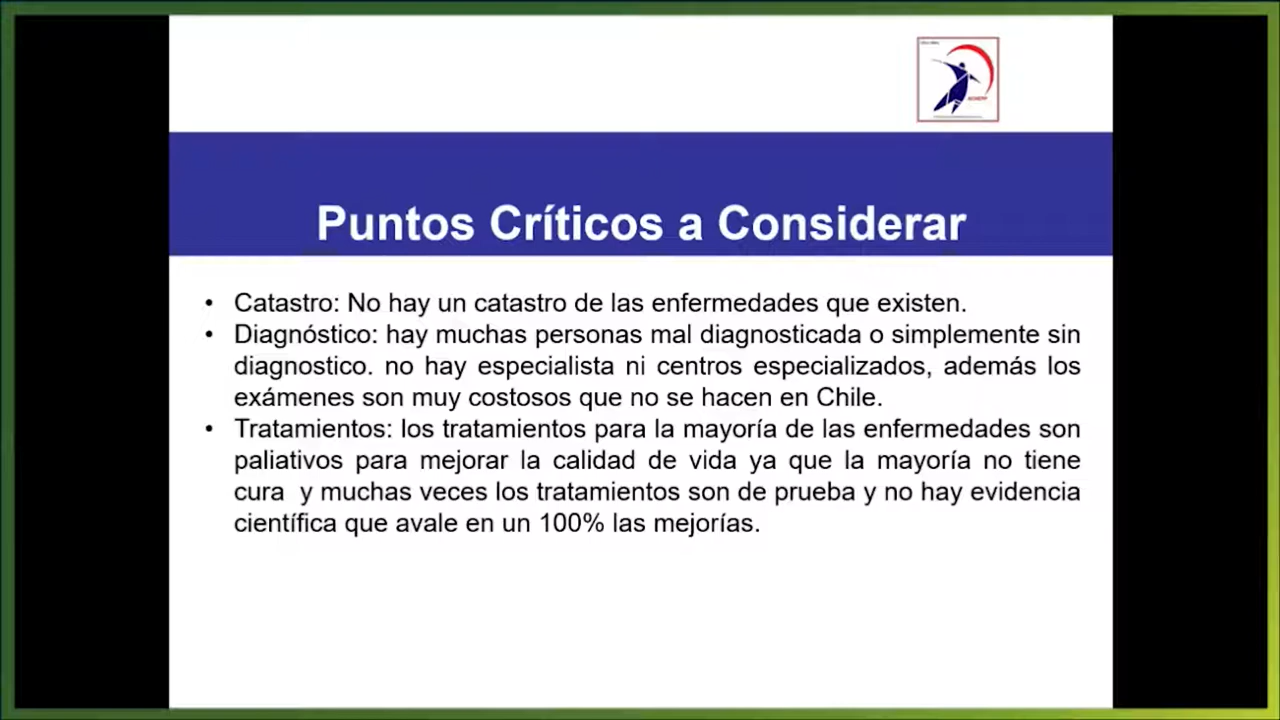 Puntos Críticos a Considerar
• Catastro: No hay un catastro de las enfermedades que existen.
• Diagnóstico: hay muchas personas mal diagnosticada o simplemente sin
diagnostico. no hay especialista ni centros especializados, además los
exámenes son muy costosos que no se hacen en Chile.
• Tratamientos: los tratamientos para la mayoría de las enfermedades son
paliativos para mejorar la calidad de vida ya que la mayoría no tiene
cura y muchas veces los tratamientos son de prueba y no hay evidencia
científica que avale en un 100% las mejorías.